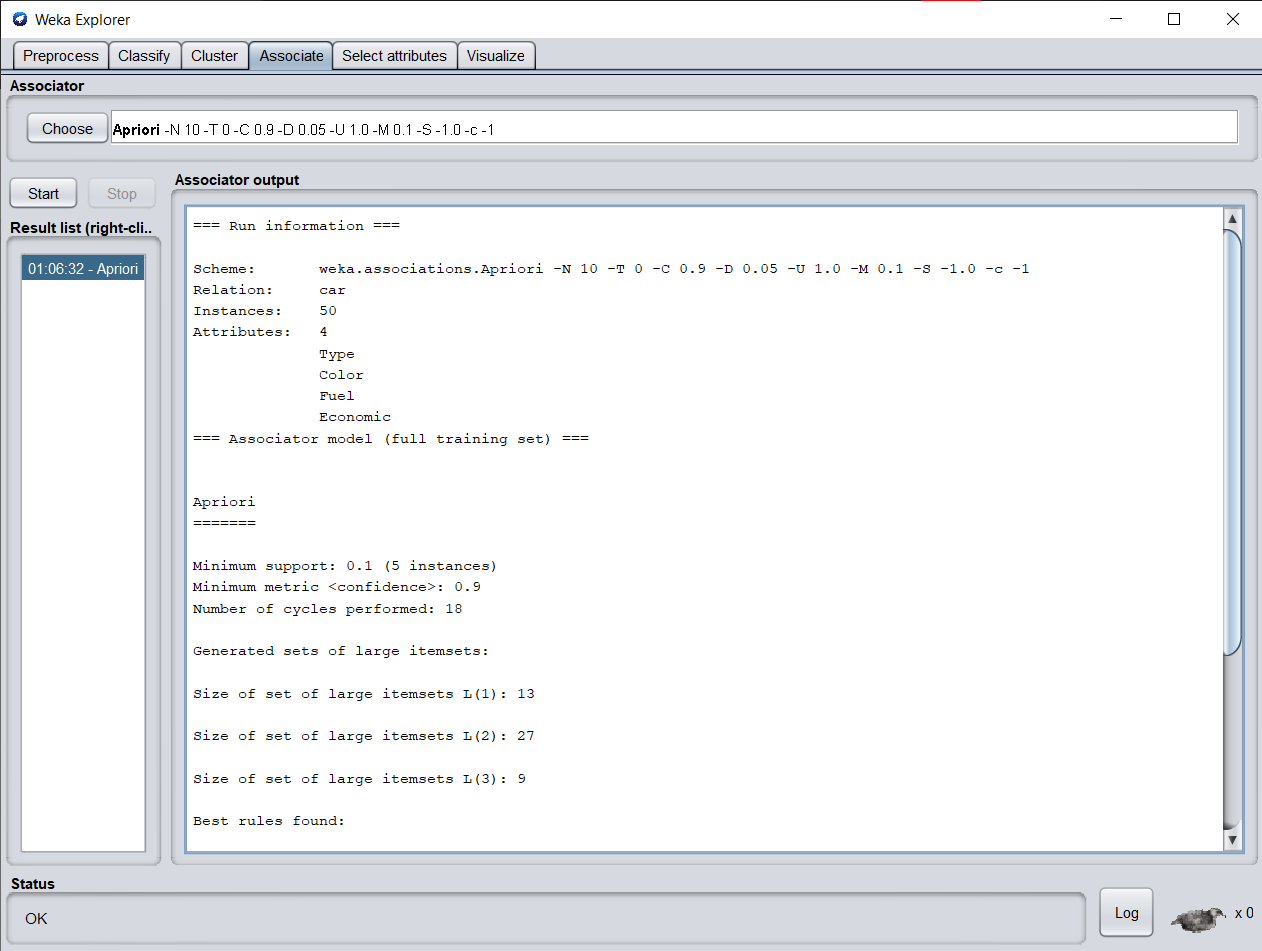 Weka Explorer
Preprocess Classify Cluster Associate Select attributes Visualize
Associator
Choose Apriori -N 10 -T 0 -C 0.9 -D 0.05 -U 1.0 -M 0.1 -S -1.0 -c -1
Start Stop
Associator output
Result list (right-cli..
01:06:32 - Apriori
=== Run information ===
Scheme: weka.associations.Apriori -N 10 -T 0 -C 0.9 -D 0.05 -U 1.0 -M 0.1 -S -1.0 -c -1
Relation: car
Instances: 50
Attributes: 4
Type
Color
Fuel
Economic
=== Associator model (full training set) ===
Apriori
=======
Minimum support: 0.1 (5 instances)
Minimum metric <confidence>: 0.9
Number of cycles performed: 18
Generated sets of large itemsets:
Size of set of large itemsets L(1): 13
Size of set of large itemsets L(2): 27
Size of set of large itemsets L(3): 9
Best rules found:
Status
OK
Log
x 0